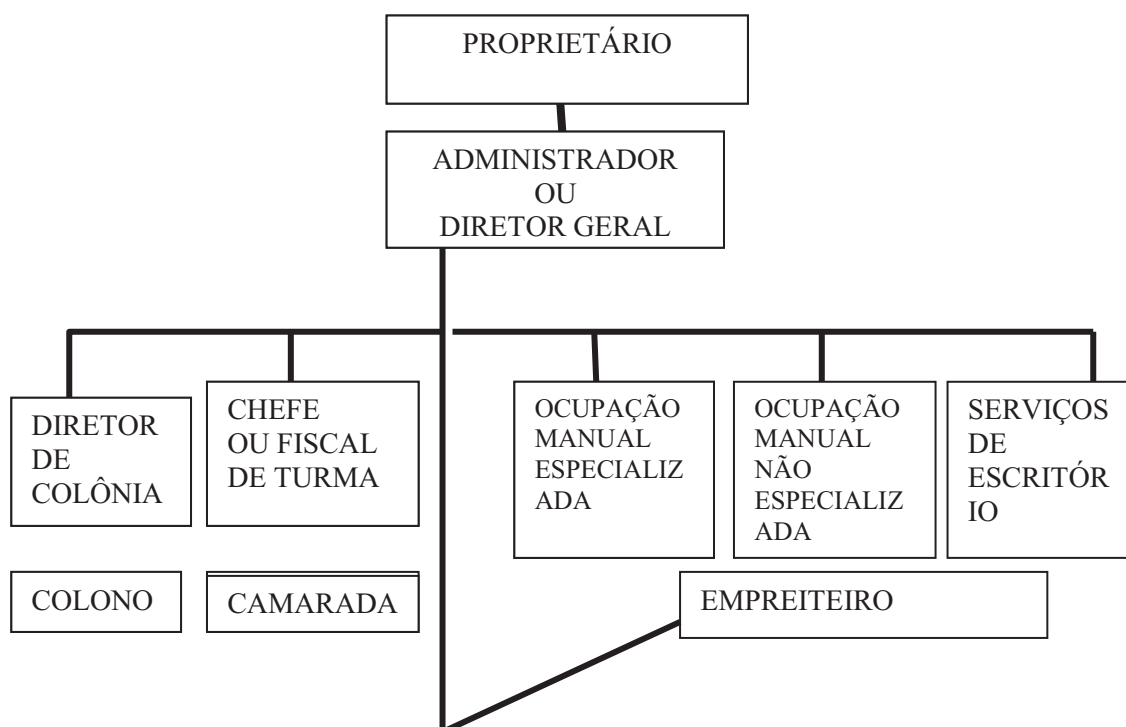 PROPRIETÁRIO
ADMINISTRADOR
OU
DIRETOR GERAL
DIRETOR
DE
COLÔNIA
CHEFE
OU FISCAL
DE TURMA
OCUPAÇÃO
MANUAL
ESPECIALIZ
ADA
OCUPAÇÃO
MANUAL
NÃO
ESPECIALIZ
ADA
SERVIÇOS
DE
ESCRITÓR
IO
COLONO
CAMARADA
EMPREITEIRO